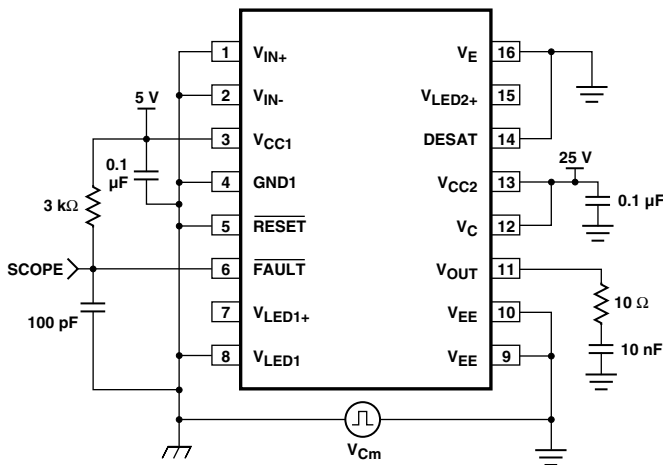 1 V_IN+ V_E 16
5 V
2 V_IN- V_LED2+ 15
3 V_CC1 DESAT 14
0.1 µF
25 V
4 GND1 V_CC2 13
3 kΩ
0.1 µF
5 RESET V_C 12
SCOPE
6 FAULT V_OUT 11
10 Ω
100 pF
7 V_LED1+ V_EE 10
10 nF
8 V_LED1 V_EE 9
V_Cm